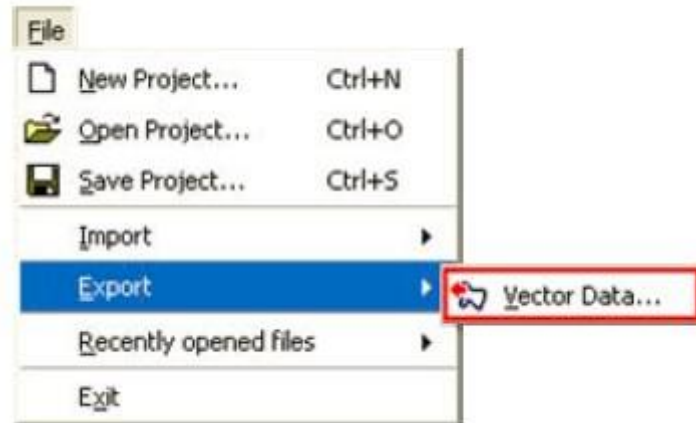 File
New Project... Ctrl+N
Open Project... Ctrl+O
Save Project... Ctrl+S
Import
Export
Vector Data...
Recently opened files
Exit